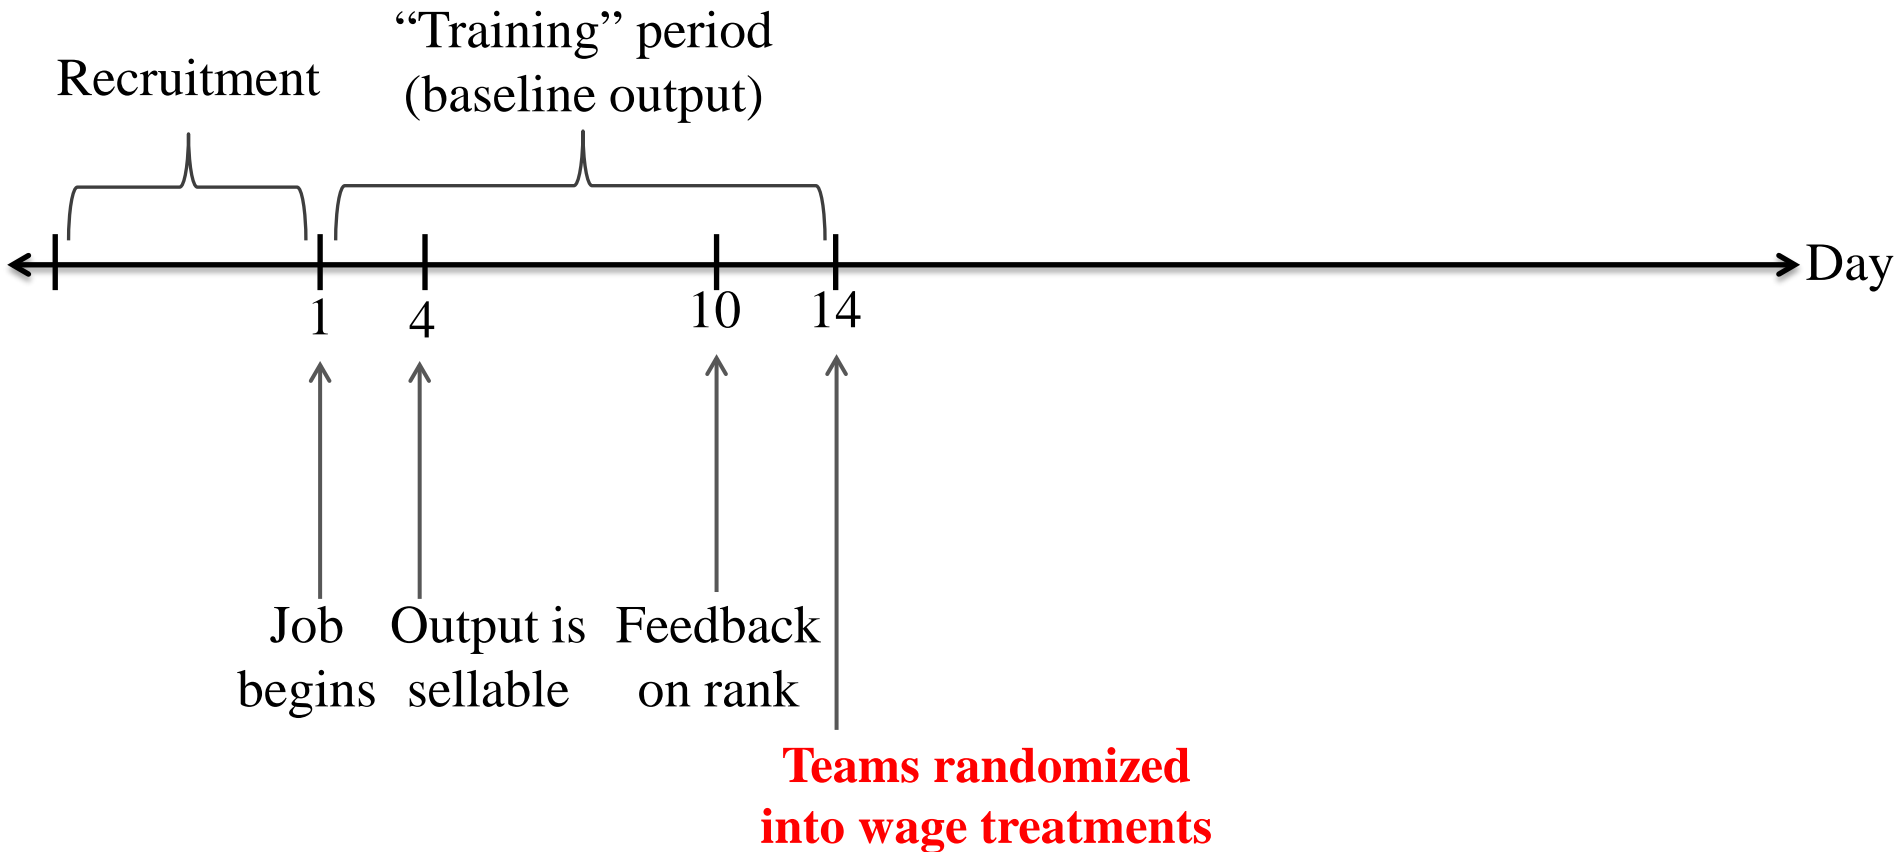 “Training” period
(baseline output)
Recruitment
Day
1
4
10
14
Job
begins
Output is
sellable
Feedback
on rank
Teams randomized
into wage treatments